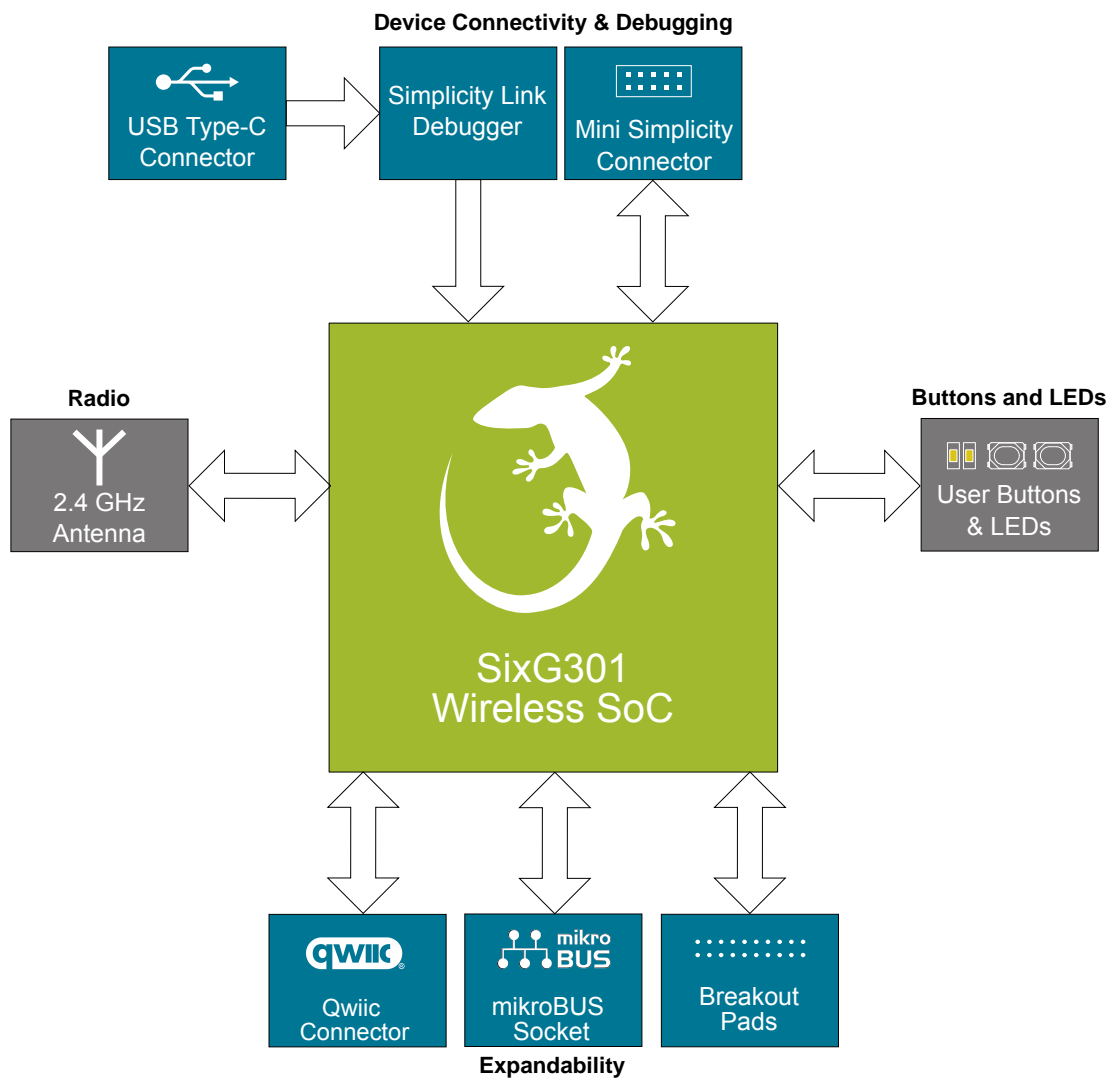 Device Connectivity & Debugging
USB Type-C
Connector
Simplicity Link
Debugger
Mini Simplicity
Connector
Radio
2.4 GHz
Antenna
Buttons and LEDs
User Buttons
& LEDs
SixG301
Wireless SoC
qwiic
Qwiic
Connector
mikro
BUS
mikroBUS
Socket
Breakout
Pads
Expandability